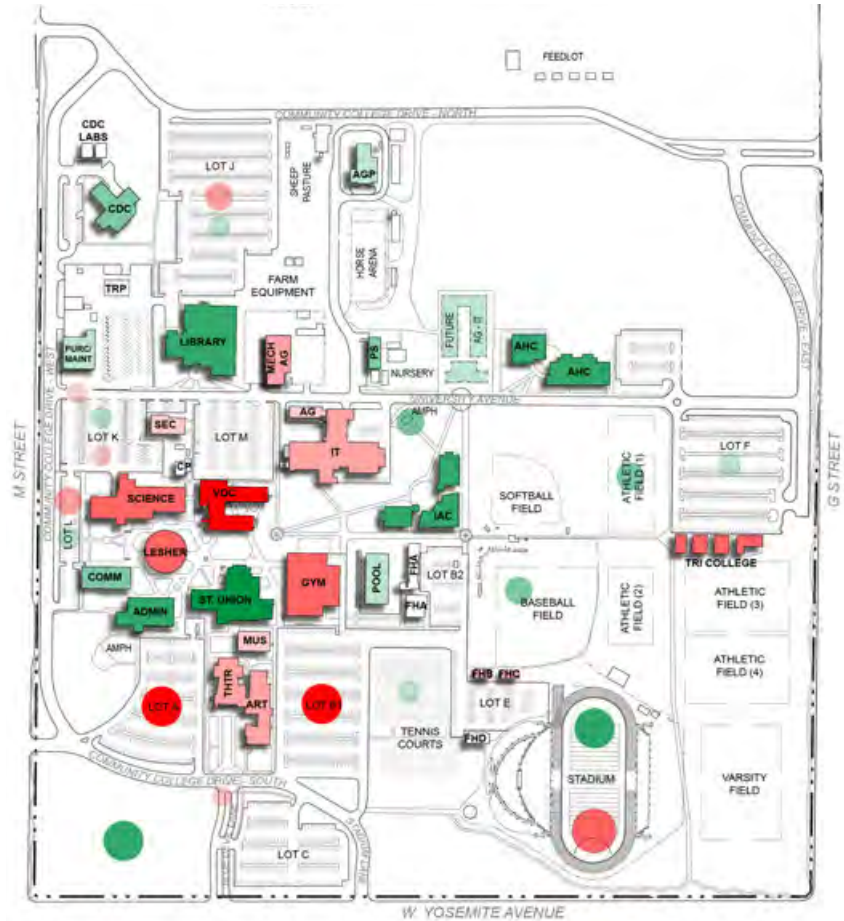 FEEDLOT
COMMUNITY COLLEGE DRIVE - NORTH
CDC
LABS
LOT J
SHEEP
PASTURE
AGP
CDC
COMMUNITY COLLEGE DRIVE - EAST
HORSE
ARENA
TRP
FARM
EQUIPMENT
PURC/
MAINT
LIBRARY
MECH
AG
PS
NURSERY
FUTURE
AG - IT
AHC
AHC
COMMUNITY COLLEGE DRIVE - WEST
UNIVERSITY AVENUE
AMPH
LOT K
SEC
LOT M
AG
IT
CP
M STREET
G STREET
LOT F
ATHLETIC
FIELD (1)
SCIENCE
VOC
IAC
SOFTBALL
FIELD
LOT L
LESHER
TRI COLLEGE
COMM
GYM
POOL
FHA
LOT B2
FHA
ADMIN
ST. UNION
BASEBALL
FIELD
ATHLETIC
FIELD (2)
ATHLETIC
FIELD (3)
AMPH
MUS
THTR
ART
FHB
FHC
ATHLETIC
FIELD (4)
LOT A
LOT B1
LOT E
TENNIS
COURTS
FHD
STADIUM
VARSITY
FIELD
COMMUNITY COLLEGE DRIVE - SOUTH
LOT C
W. YOSEMITE AVENUE